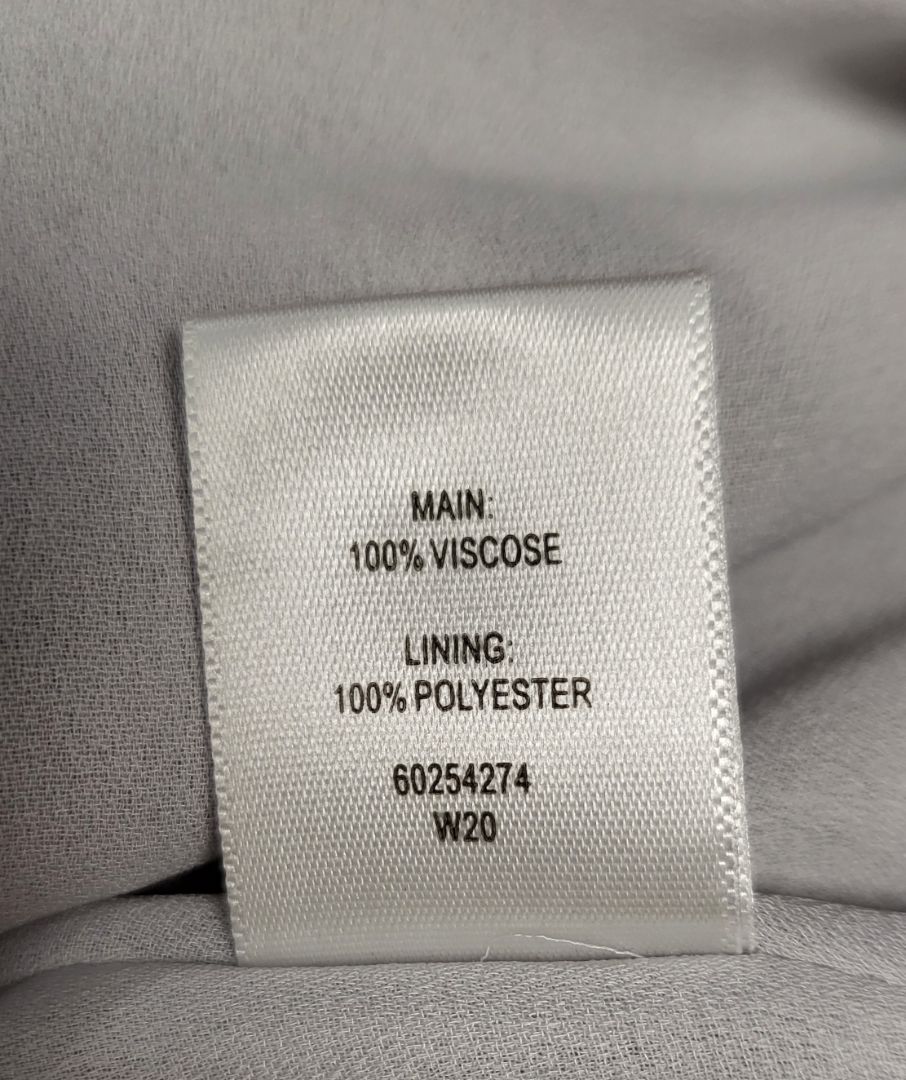 MAIN:
100% VISCOSE
LINING:
100% POLYESTER
60254274
W20